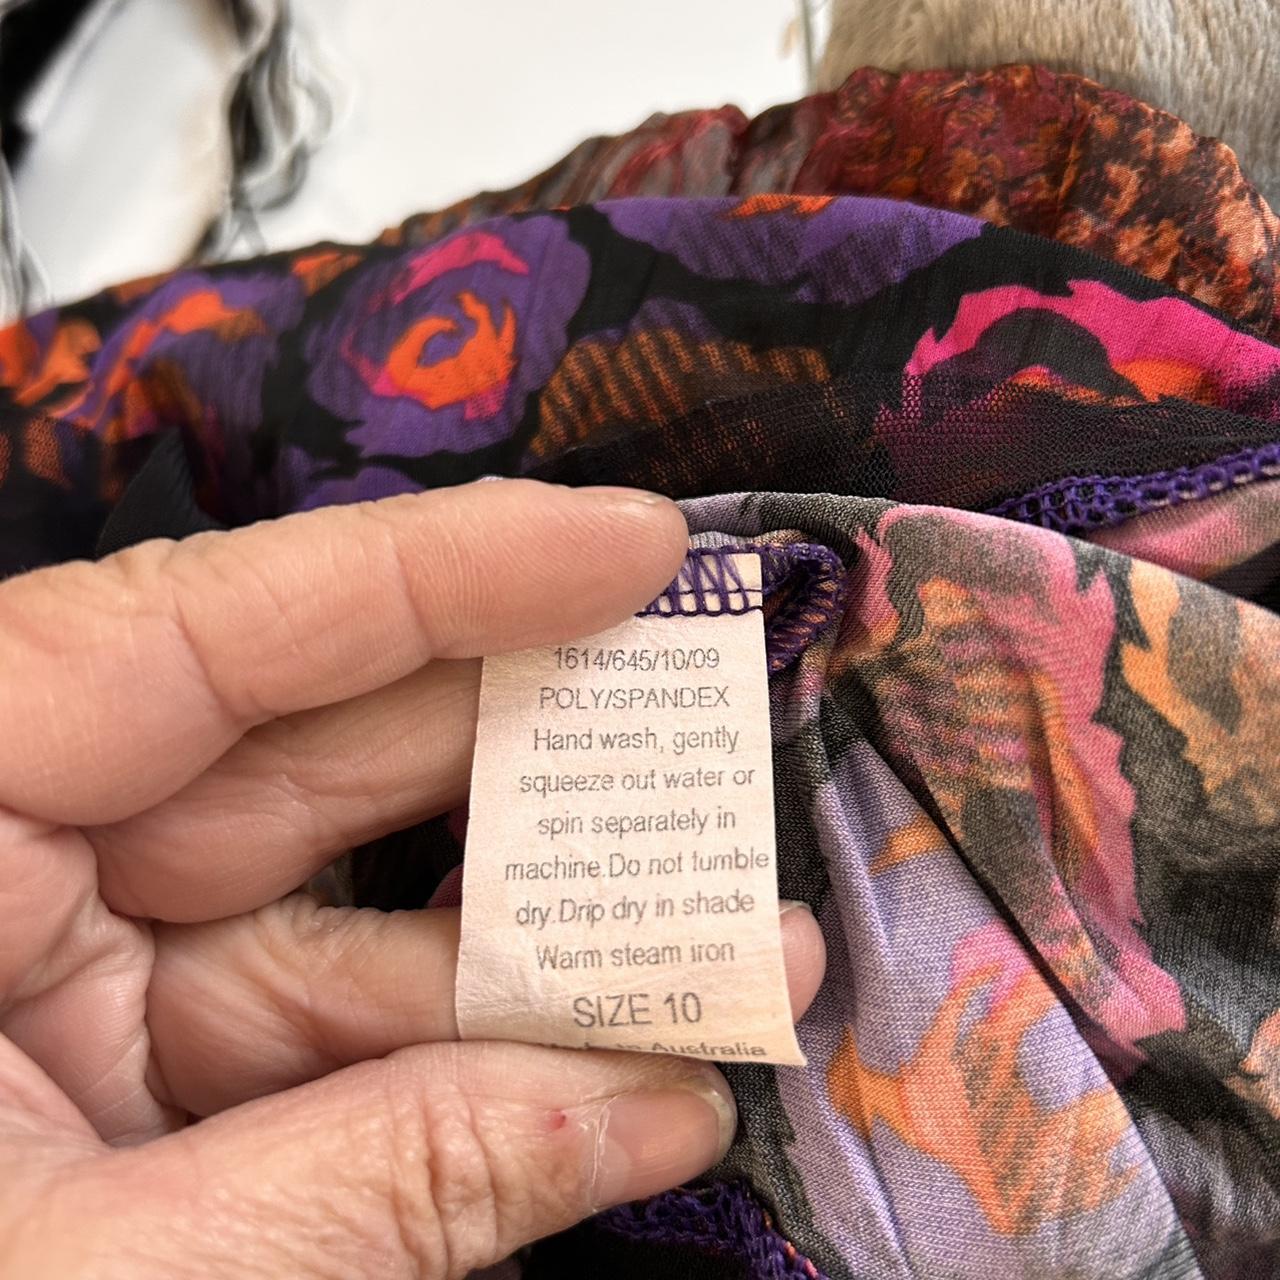 1614/645/10/09
POLY/SPANDEX
Hand wash, gently
squeeze out water or
spin separately in
machine.Do not tumble
dry.Drip dry in shade
Warm steam iron
SIZE 10
Australia